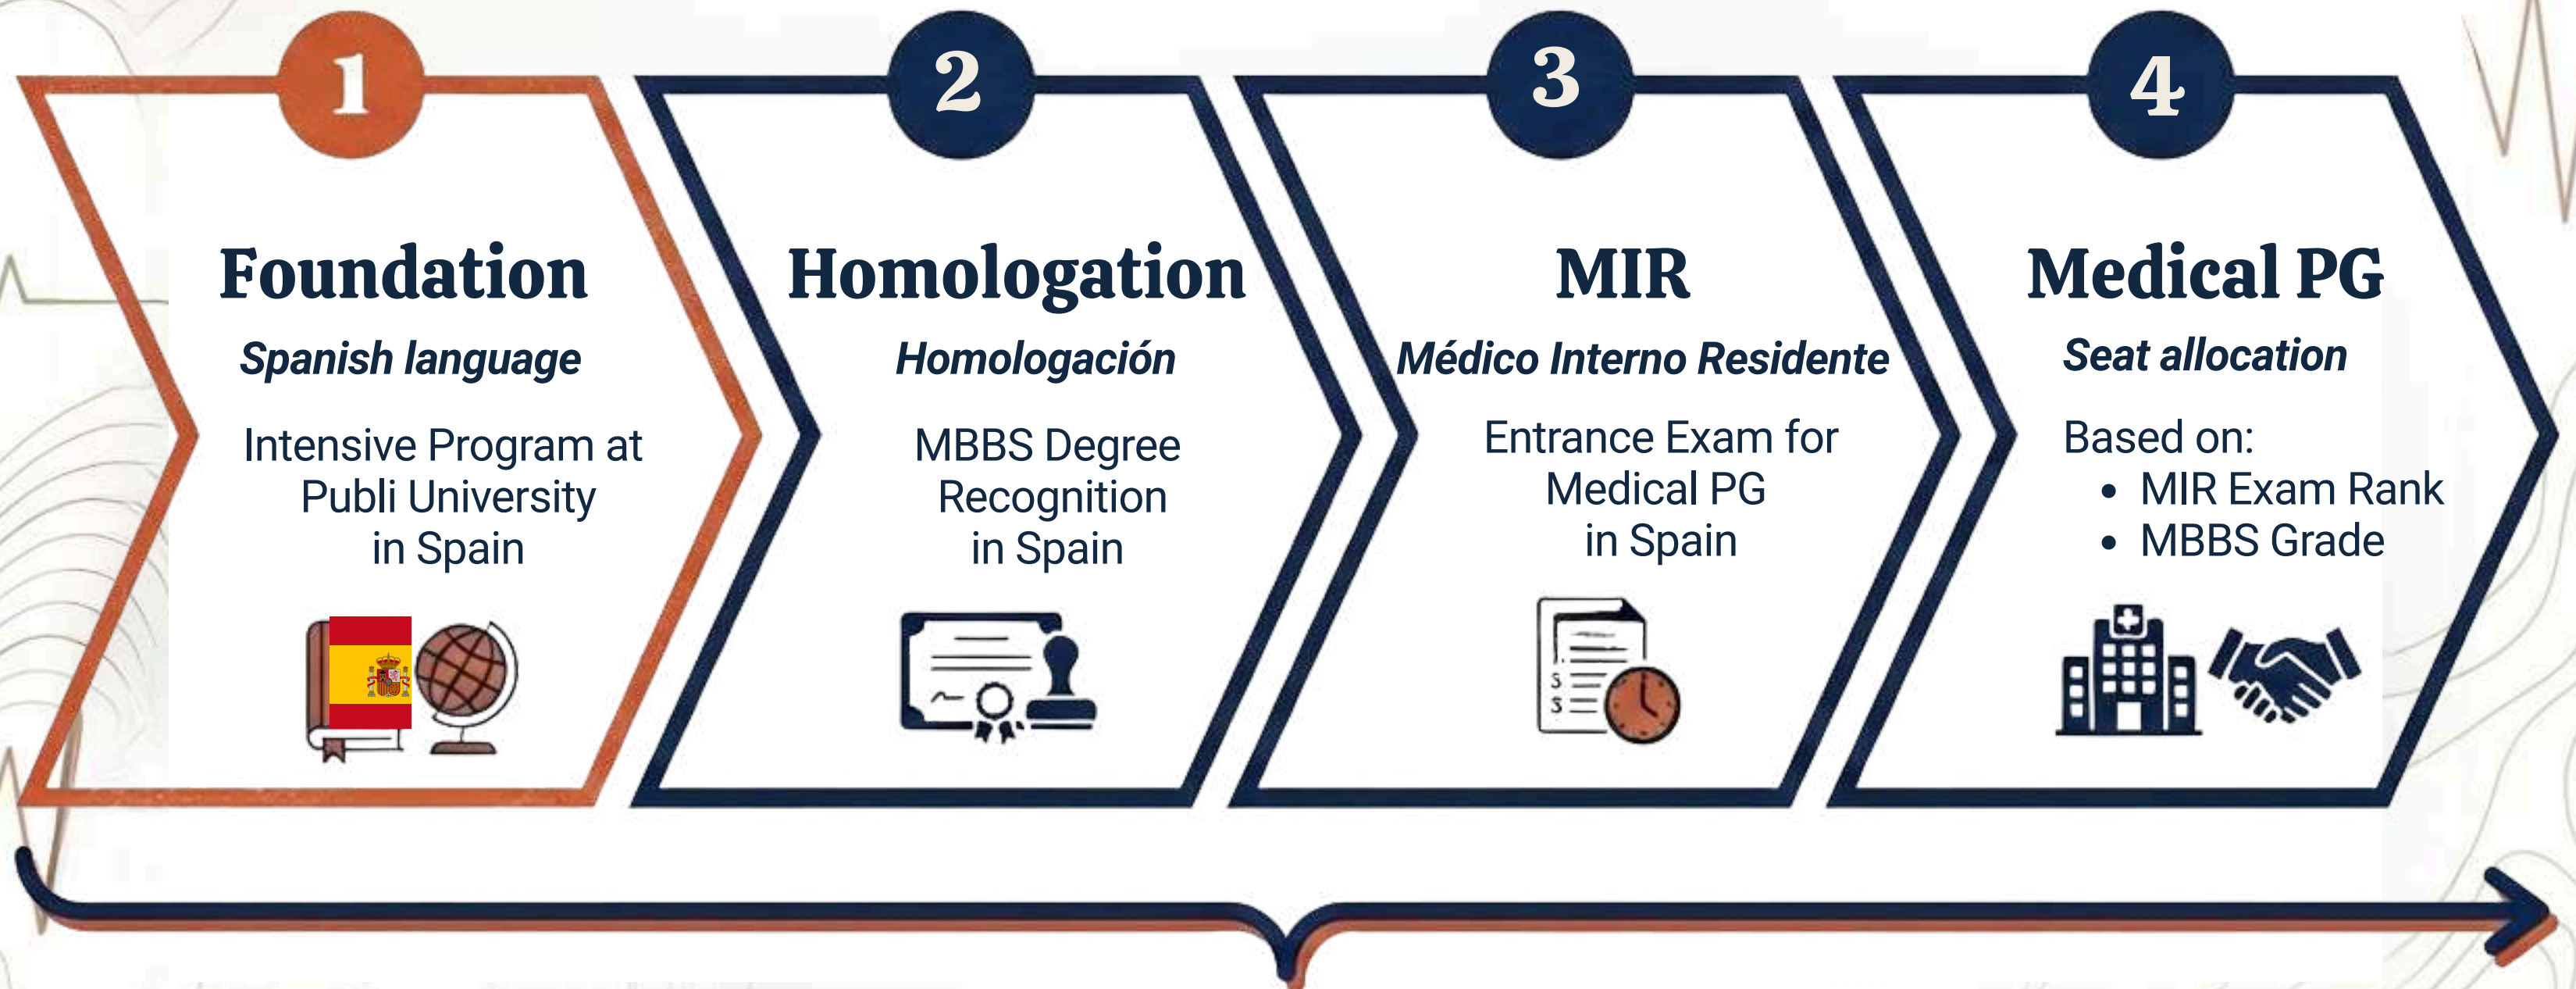 1
Foundation
Spanish language
Intensive Program at
Publi University
in Spain
2
Homologation
Homologación
MBBS Degree
Recognition
in Spain
3
MIR
Médico Interno Residente
Entrance Exam for
Medical PG
in Spain
S
S
3
4
Medical PG
Seat allocation
Based on:
• MIR Exam Rank
• MBBS Grade